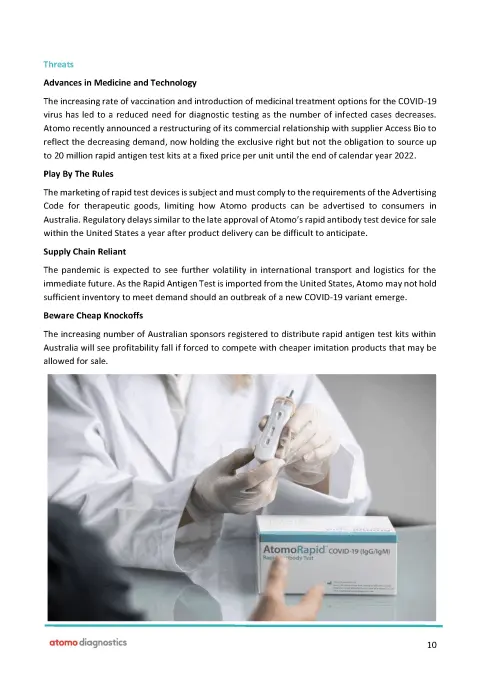 Threats
Advances in Medicine and Technology
The increasing rate of vaccination and introduction of medicinal treatment options for the COVID-19
virus has led to a reduced need for diagnostic testing as the number of infected cases decreases.
Atomo recently announced a restructuring of its commercial relationship with supplier Access Bio to
reflect the decreasing demand, now holding the exclusive right but not the obligation to source up
to 20 million rapid antigen test kits at a fixed price per unit until the end of calendar year 2022.
Play By The Rules
The marketing of rapid test devices is subject and must comply to the requirements of the Advertising
Code for therapeutic goods, limiting how Atomo products can be advertised to consumers in
Australia. Regulatory delays similar to the late approval of Atomo's rapid antibody test device for sale
within the United States a year after product delivery can be difficult to anticipate.
Supply Chain Reliant
The pandemic is expected to see further volatility in international transport and logistics for the
immediate future. As the Rapid Antigen Test is imported from the United States, Atomo may not hold
sufficient inventory to meet demand should an outbreak of a new COVID-19 variant emerge.
Beware Cheap Knockoffs
The increasing number of Australian sponsors registered to distribute rapid antigen test kits within
Australia will see profitability fall if forced to compete with cheaper imitation products that may be
allowed for sale.
AtomoRapid™ COVID-19 (IgG/IgM)
Test
atomo diagnostics
10